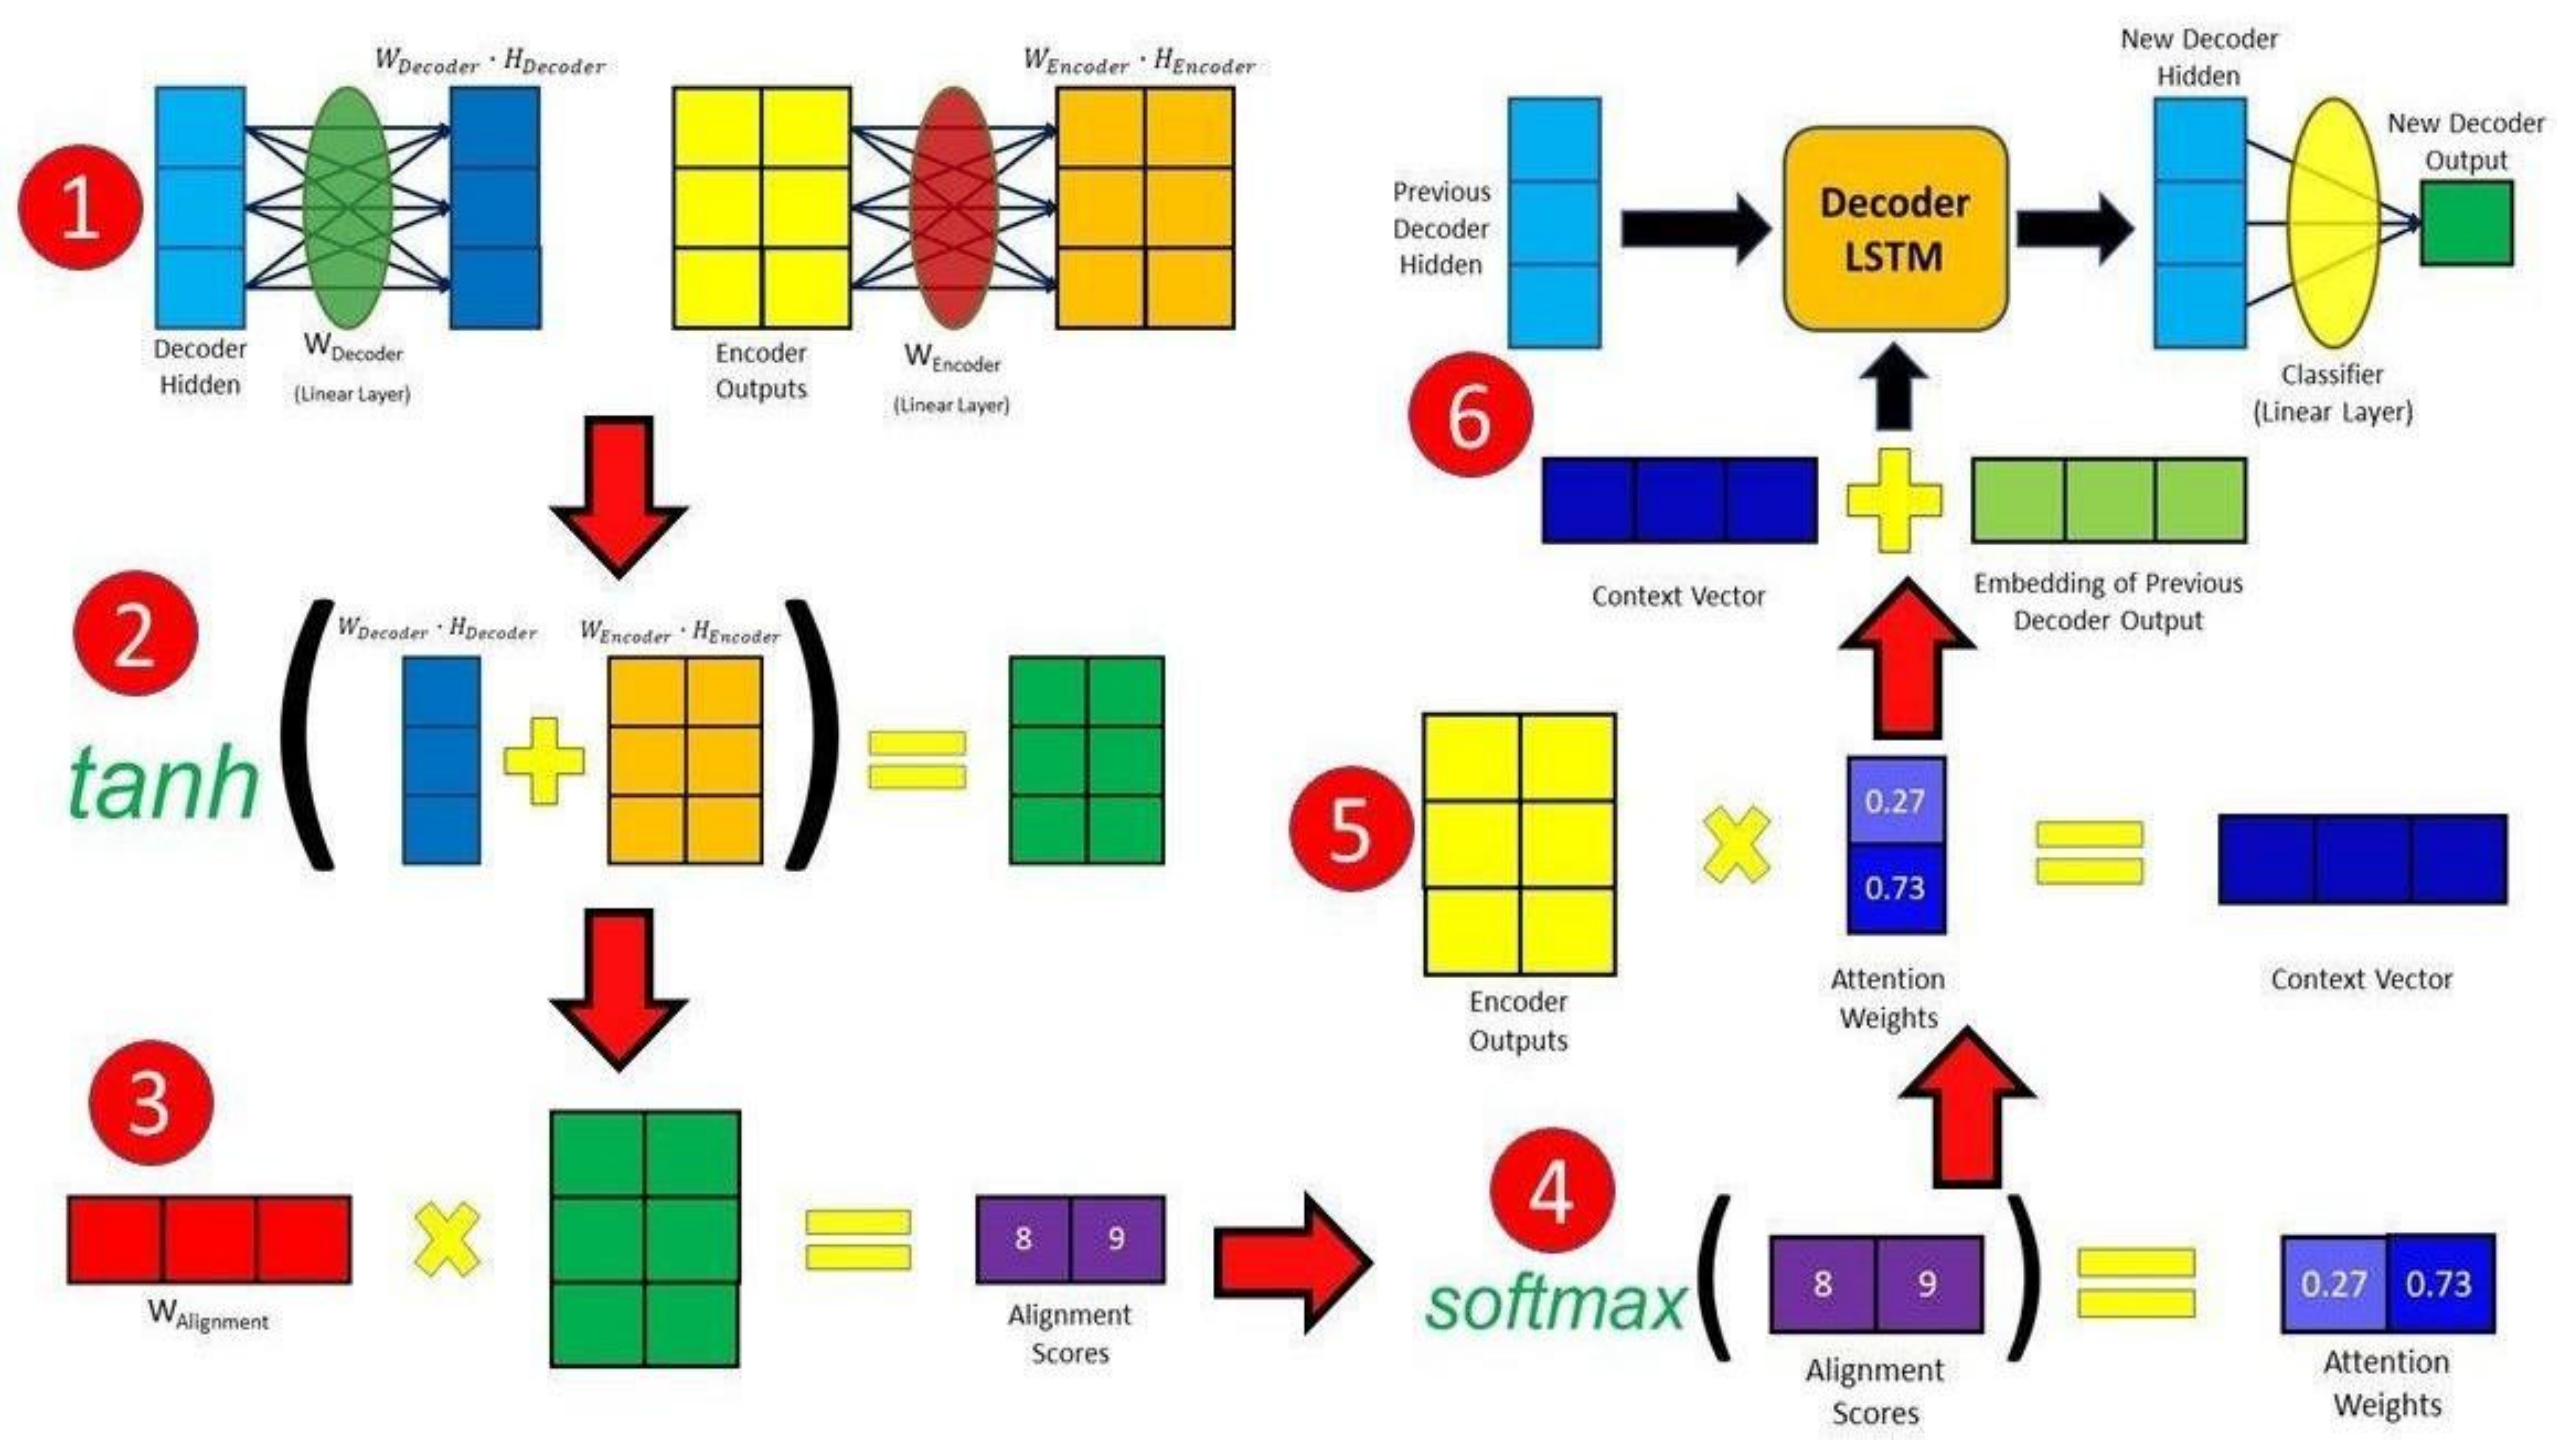 1
W_Decoder · H_Decoder
Decoder
Hidden
W_Decoder
(Linear Layer)
W_Encoder · H_Encoder
Encoder
Outputs
W_Encoder
(Linear Layer)
2
tanh
(
W_Decoder · H_Decoder
W_Encoder · H_Encoder
)
3
W_Alignment
8 9
Alignment
Scores
4
softmax
(
8 9
)
Alignment
Scores
0.27 0.73
Attention
Weights
5
Encoder
Outputs
0.27
0.73
Attention
Weights
Context Vector
6
Previous
Decoder
Hidden
Decoder
LSTM
New Decoder
Hidden
Classifier
(Linear Layer)
New Decoder
Output
Context Vector
Embedding of Previous
Decoder Output